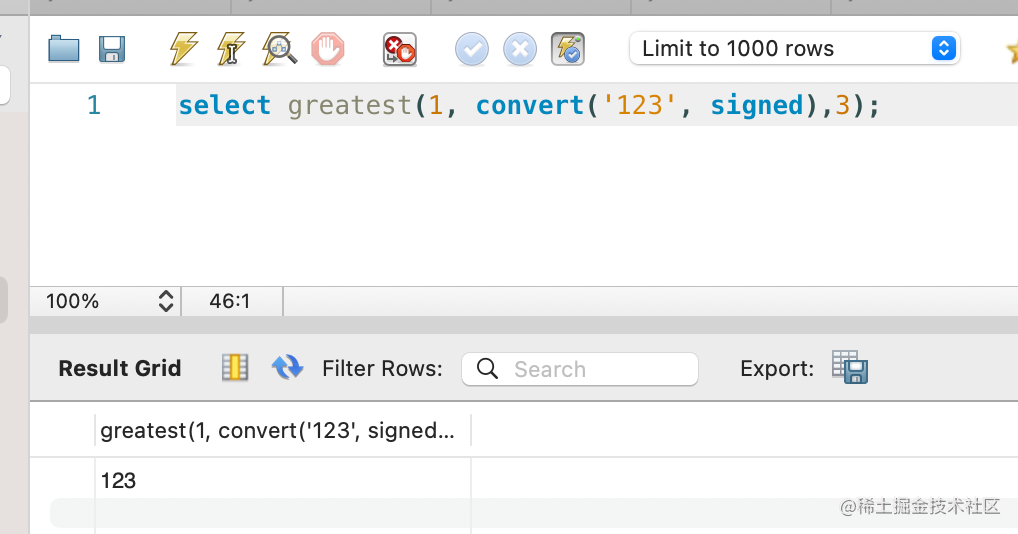 Limit to 1000 rows
1 select greatest(1, convert('123', signed),3);
100% 46:1
Result Grid Filter Rows: Search Export:
greatest(1, convert('123', signed...
123
@稀土掘金技术社区